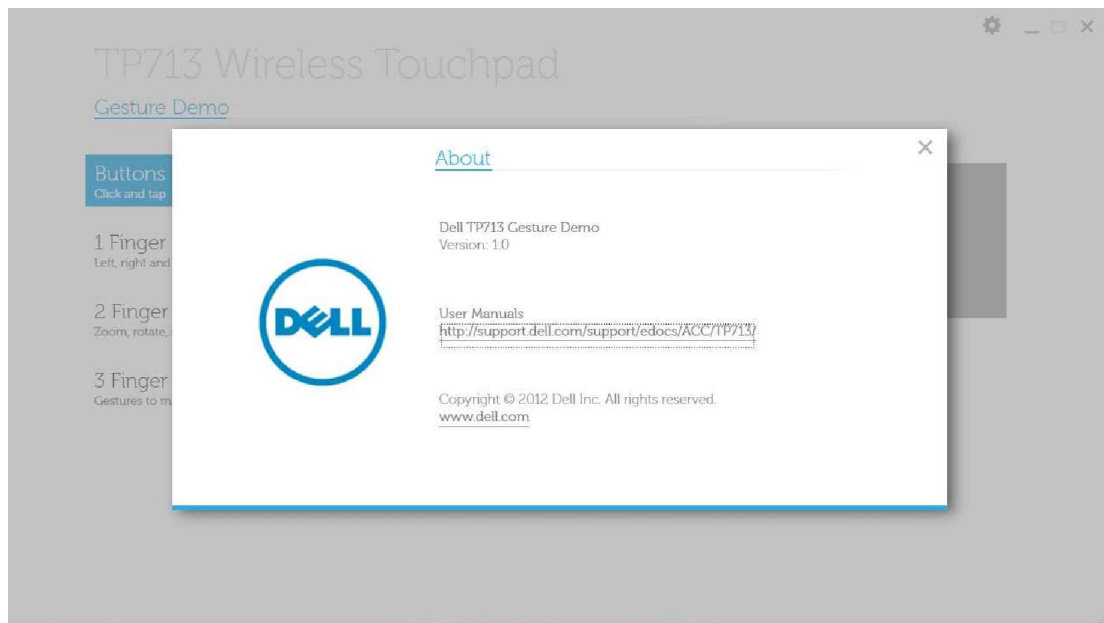 TP713 Wireless Touchpad
Gesture Demo
Buttons
Click and tap
1 Finger
Left, right and
2 Finger
Zoom, rotate,
3 Finger
Gestures to m
About
DELL
Dell TP713 Gesture Demo
Version: 1.0
User Manuals
http://support.dell.com/support/edocs/ACC/TP713/
Copyright © 2012 Dell Inc. All rights reserved.
www.dell.com